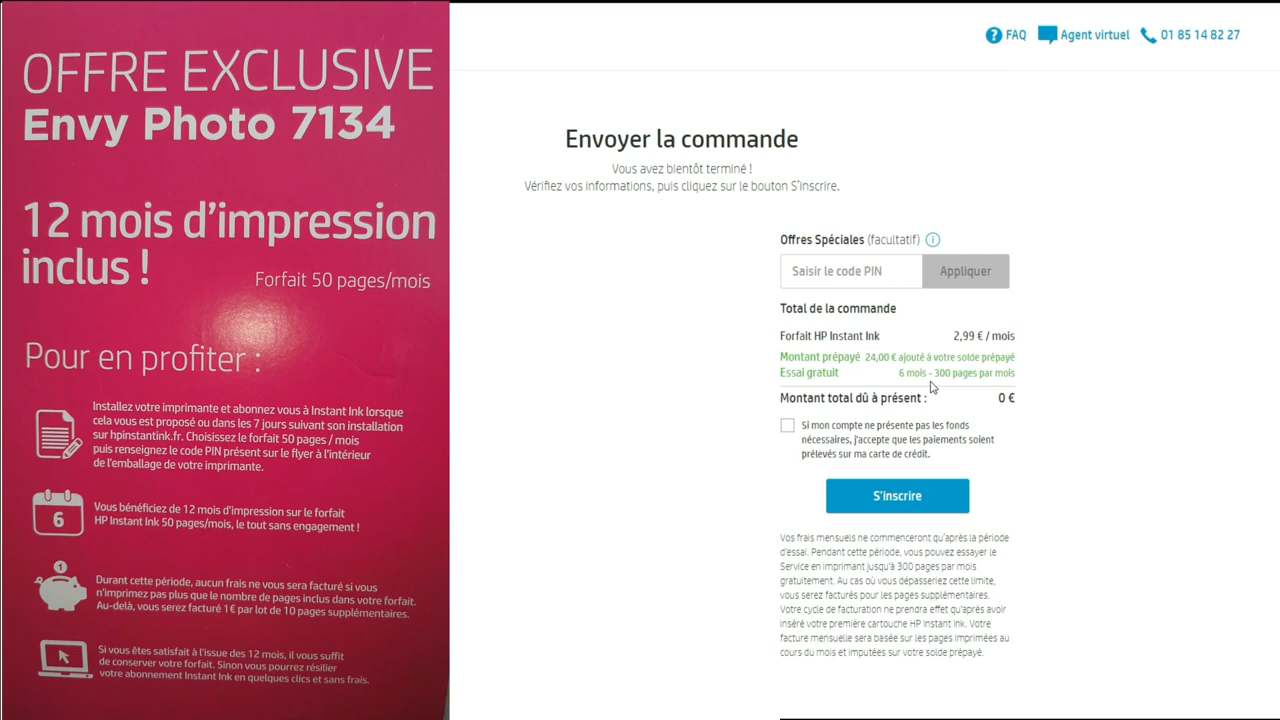 OFFRE EXCLUSIVE
Envy Photo 7134
12 mois d'impression
inclus !
Forfait 50 pages/mois
Pour en profiter :
Installez votre imprimante et abonnez vous à Instant Ink lorsque
cela vous est proposé ou dans les 7 jours suivant son installation
sur hpinstantink.fr. Choisissez le forfait 50 pages / mois
puis renseignez le code PIN présent sur le flyer à l'intérieur
de l'emballage de votre imprimante.
6
Vous bénéficiez de 12 mois d'impression sur le forfait
HP Instant Ink 50 pages/mois, le tout sans engagement !
1
Durant cette période, aucun frais ne vous sera facturé si vous
n'imprimez pas plus que le nombre de pages inclus dans votre forfait.
Au-delà, vous serez facturé 1€ par lot de 10 pages supplémentaires.
Si vous êtes satisfait à l'issue des 12 mois, il vous suffit
de conserver votre forfait. Sinon vous pourrez résilier
votre abonnement Instant Ink en quelques clics et sans frais.
? FAQ Agent virtuel 01 85 14 82 27
Envoyer la commande
Vous avez bientôt terminé !
Vérifiez vos informations, puis cliquez sur le bouton S'inscrire.
Offres Spéciales (facultatif) i
Saisir le code PIN Appliquer
Total de la commande
Forfait HP Instant Ink 2,99 € / mois
Montant prépayé 24,00 € ajouté à votre solde prépayé
Essai gratuit 6 mois - 300 pages par mois
Montant total dû à présent : 0 €
Si mon compte ne présente pas les fonds
nécessaires, j'accepte que les paiements soient
prélevés sur ma carte de crédit.
S'inscrire
Vos frais mensuels ne commenceront qu'après la période
d'essai. Pendant cette période, vous pouvez essayer le
Service en imprimant jusqu'à 300 pages par mois
gratuitement. Au cas où vous dépasseriez cette limite,
vous serez facturés pour les pages supplémentaires.
Votre cycle de facturation ne prendra effet qu'après avoir
inséré votre première cartouche HP Instant Ink. Votre
facture mensuelle sera basée sur les pages imprimées au
cours du mois et imputées sur votre solde prépayé.